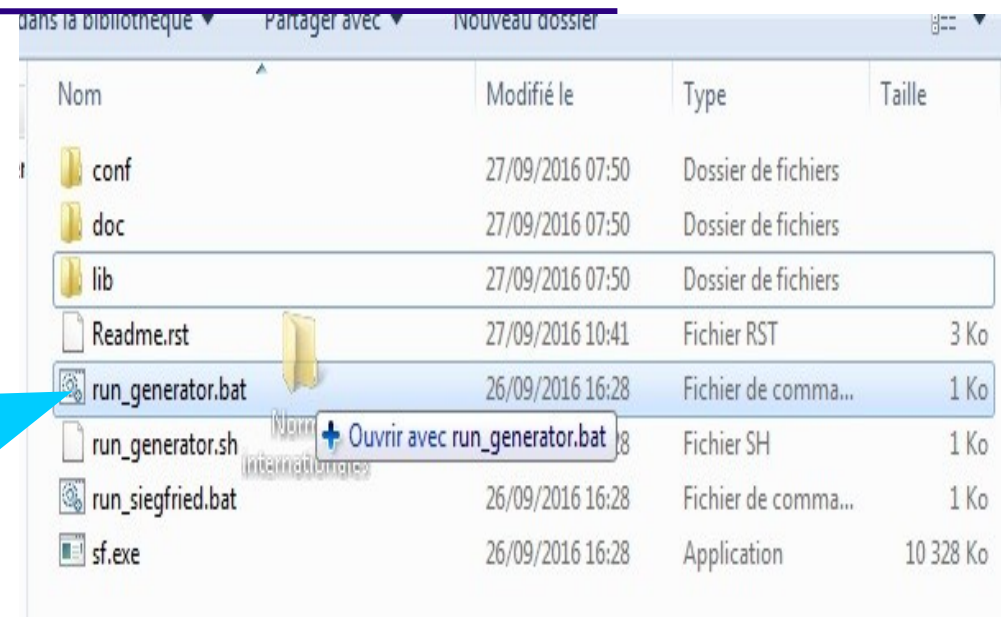 dans la bibliothèque Partager avec Nouveau dossier
Nom Modifié le Type Taille
conf 27/09/2016 07:50 Dossier de fichiers
doc 27/09/2016 07:50 Dossier de fichiers
lib 27/09/2016 07:50 Dossier de fichiers
Readme.rst 27/09/2016 10:41 Fichier RST 3 Ko
run_generator.bat 26/09/2016 16:28 Fichier de comma... 1 Ko
run_generator.sh Fichier SH 1 Ko
Ouvrir avec run_generator.bat
internationales
run_siegfried.bat 26/09/2016 16:28 Fichier de comma... 1 Ko
sf.exe 26/09/2016 16:28 Application 10 328 Ko